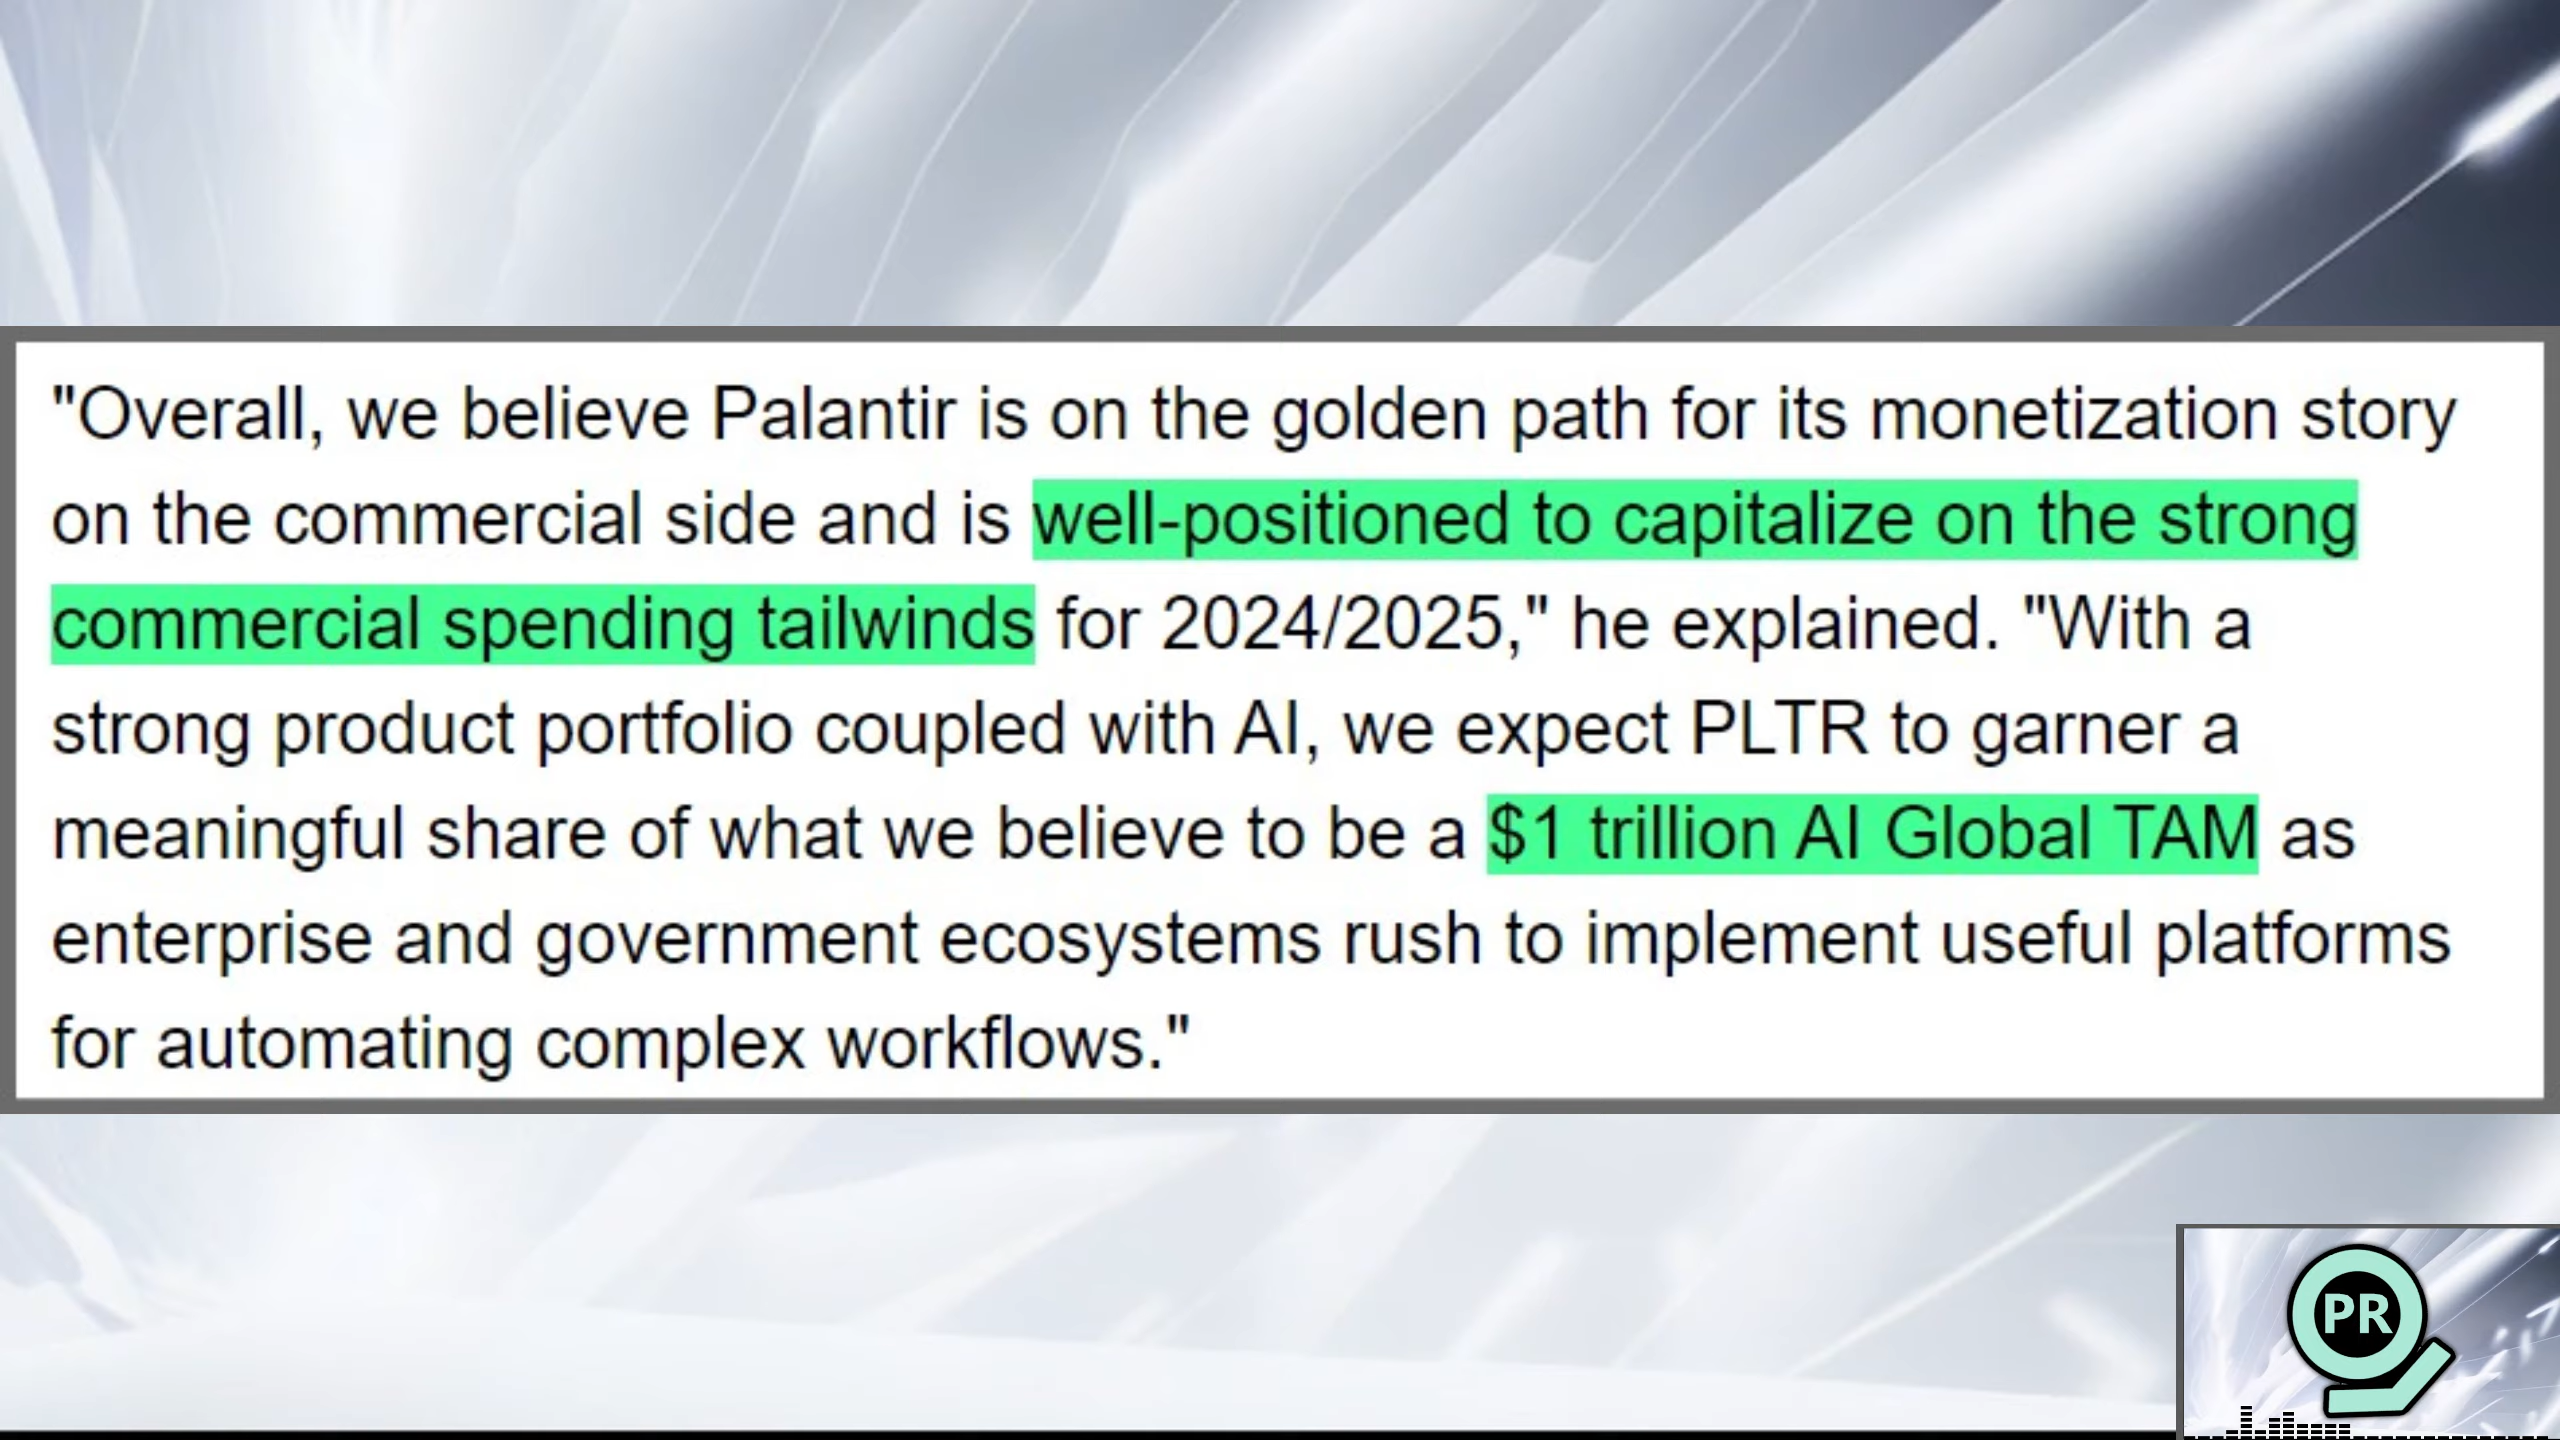 "Overall, we believe Palantir is on the golden path for its monetization story
on the commercial side and is well-positioned to capitalize on the strong
commercial spending tailwinds for 2024/2025," he explained. "With a
strong product portfolio coupled with AI, we expect PLTR to garner a
meaningful share of what we believe to be a $1 trillion AI Global TAM as
enterprise and government ecosystems rush to implement useful platforms
for automating complex workflows."
PR